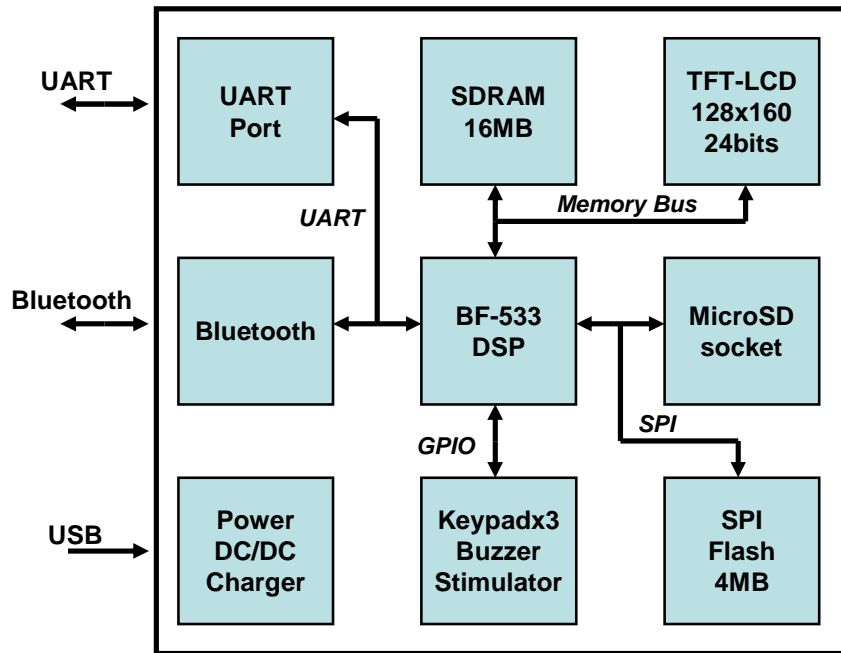 UART
UART
Port
SDRAM
16MB
TFT-LCD
128x160
24bits
UART
Memory Bus
Bluetooth
Bluetooth
BF-533
DSP
MicroSD
socket
GPIO
SPI
USB
Power
DC/DC
Charger
Keypadx3
Buzzer
Stimulator
SPI
Flash
4MB